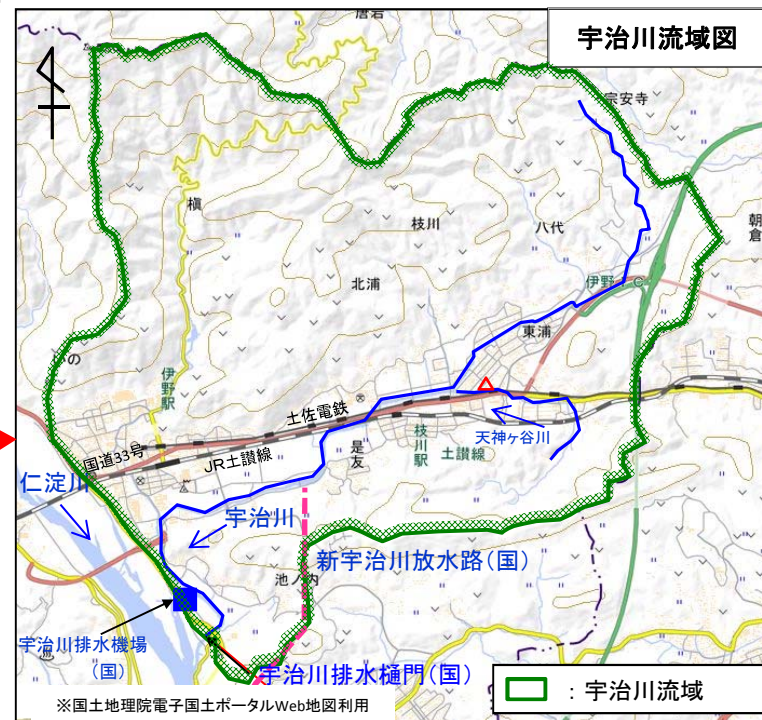 唐岩
宇治川流域図
宗安寺
槇
枝川
八代
朝倉
北浦
伊野IC
東浦
いの
伊野駅
土佐電鉄
天神ヶ谷川
国道33号
JR土讃線
是友
枝川駅
土讃線
仁淀川
宇治川
新宇治川放水路(国)
池ノ内
宇治川排水機場
(国)
宇治川排水樋門(国)
:宇治川流域
※国土地理院電子国土ポータルWeb地図利用